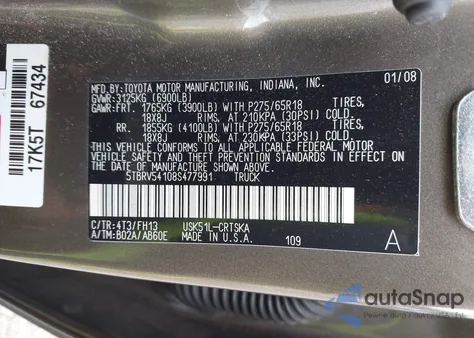 17K5T 67434
MFD.BY:TOYOTA MOTOR MANUFACTURING, INDIANA, INC. 01/08
GVWR:3125KG (6900LB)
GAWR:FRT. 1765KG (3900LB) WITH P275/65R18 TIRES,
18X8J RIMS, AT 210KPA (30PSI) COLD
RR. 1855KG (4100LB) WITH P275/65R18 TIRES,
18X8J RIMS, AT 230KPA (33PSI) COLD
THIS VEHICLE CONFORMS TO ALL APPLICABLE FEDERAL MOTOR
VEHICLE SAFETY STANDARDS IN EFFECT ON THE DATE OF
MANUFACTURE SHOWN ABOVE.
5TBRV54108S477991 TRUCK
C/TR:4T3/FH13 USK51L-CRTSKA
A/TM:B02A/AB60E MADE IN U.S.A. 109 A
autoSnap